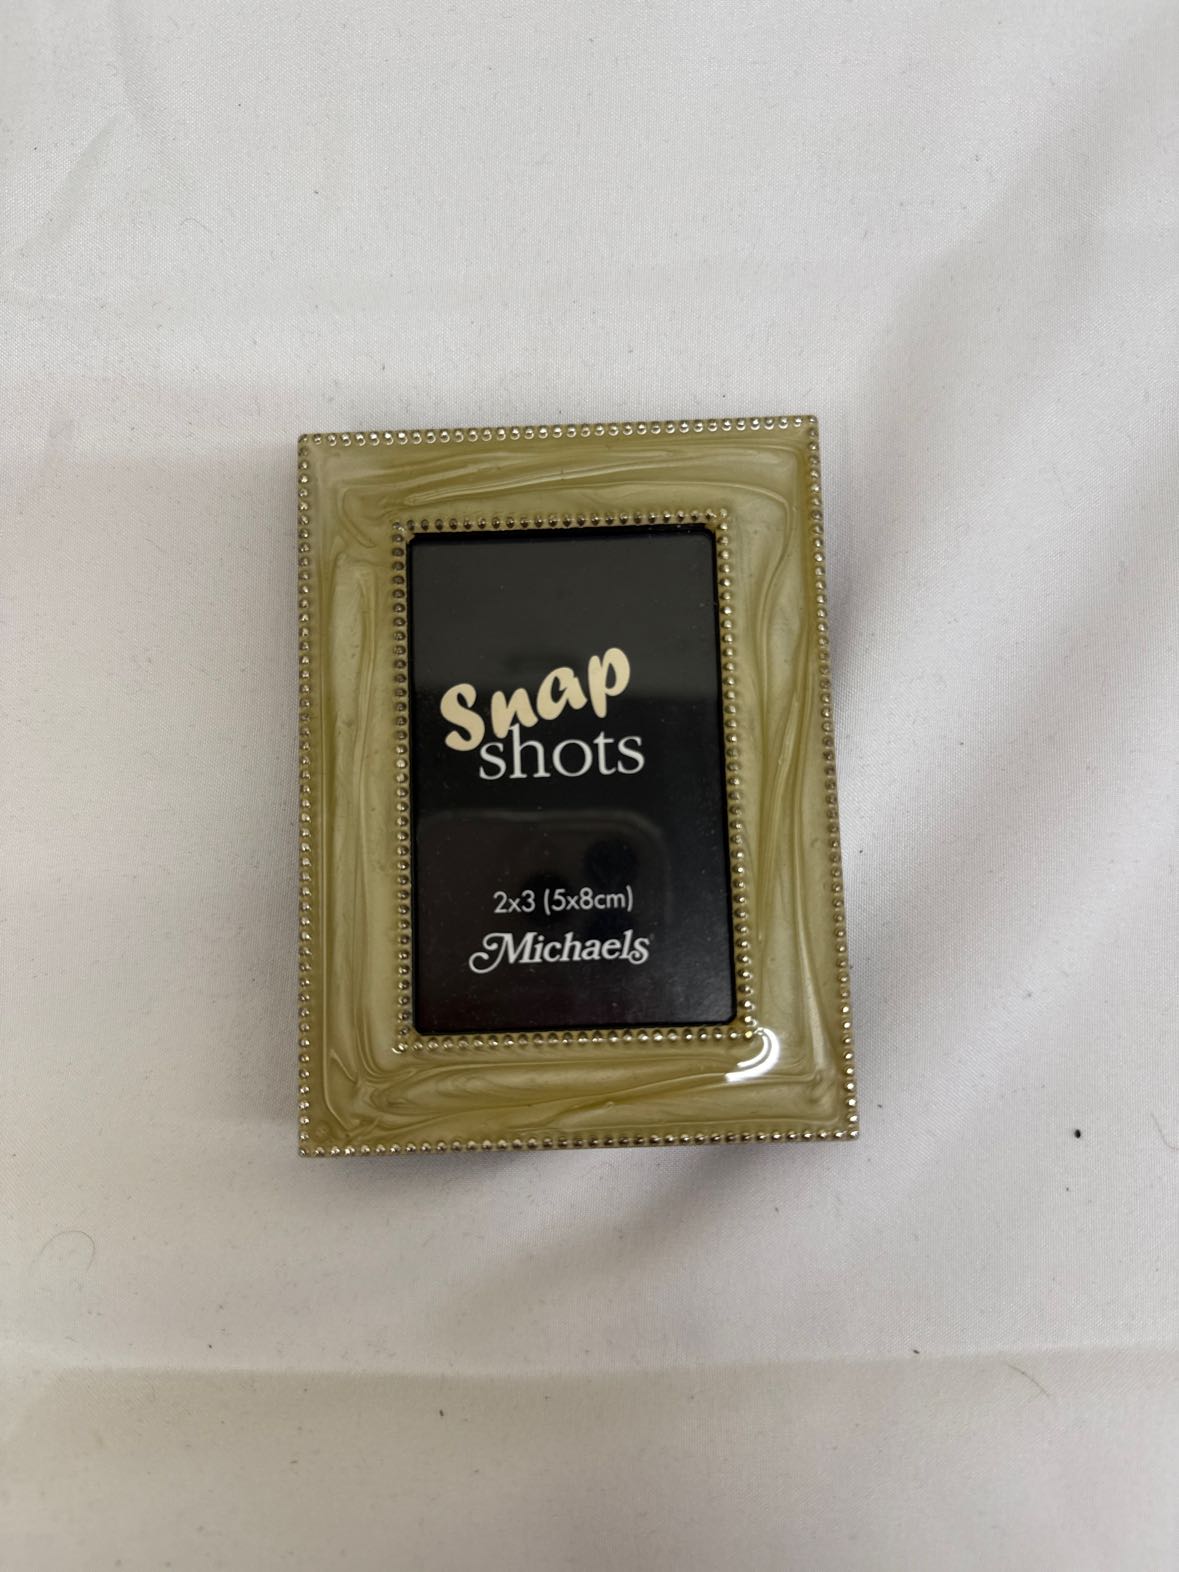 Snap
shots
2x3 (5x8cm)
Michaels